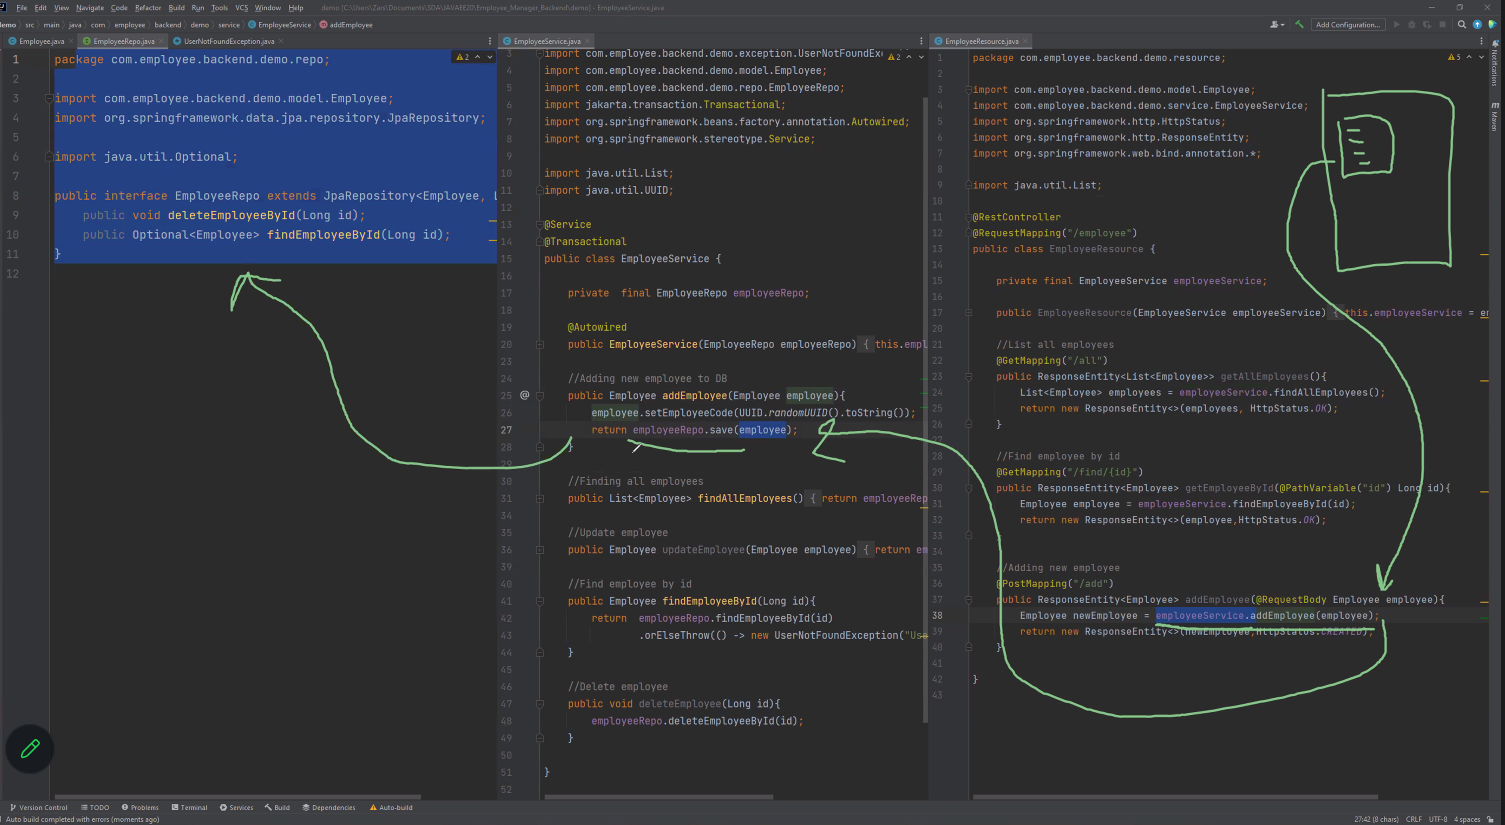 File Edit View Navigate Code Refactor Build Run Tools VCS Window Help demo [C:\Users\Zars\Documents\SDA\JAVAEE20\Employee_Manager_Backend\demo] - EmployeeService.java
demo src main java com employee backend demo service EmployeeService addEmployee
Add Configuration...
Employee.java EmployeeRepo.java UserNotFoundException.java
2
1 package com.employee.backend.demo.repo;
2
3 import com.employee.backend.demo.model.Employee;
4 import org.springframework.data.jpa.repository.JpaRepository;
5
6 import java.util.Optional;
7
8 public interface EmployeeRepo extends JpaRepository<Employee, L
9 public void deleteEmployeeById(Long id);
10 public Optional<Employee> findEmployeeById(Long id);
11 }
12
EmployeeService.java
2
3 import com.employee.backend.demo.exception.UserNotFoundExc
4 import com.employee.backend.demo.model.Employee;
5 import com.employee.backend.demo.repo.EmployeeRepo;
6 import jakarta.transaction.Transactional;
7 import org.springframework.beans.factory.annotation.Autowired;
8 import org.springframework.stereotype.Service;
9
10 import java.util.List;
11 import java.util.UUID;
12
13 @Service
14 @Transactional
15 public class EmployeeService {
16
17 private final EmployeeRepo employeeRepo;
18
19 @Autowired
20 public EmployeeService(EmployeeRepo employeeRepo) { this.empl
23
24 //Adding new employee to DB
25 public Employee addEmployee(Employee employee){
26 employee.setEmployeeCode(UUID.randomUUID().toString());
27 return employeeRepo.save(employee);
28 }
29
30 //Finding all employees
31 public List<Employee> findAllEmployees() { return employeeRep
34
35 //Update employee
36 public Employee updateEmployee(Employee employee) { return em
39
40 //Find employee by id
41 public Employee findEmployeeById(Long id){
42 return employeeRepo.findEmployeeById(id)
43 .orElseThrow(() -> new UserNotFoundException("Us
44 }
45
46 //Delete employee
47 public void deleteEmployee(Long id){
48 employeeRepo.deleteEmployeeById(id);
49 }
50
51 }
52
EmployeeResource.java
5
1 package com.employee.backend.demo.resource;
2
3 import com.employee.backend.demo.model.Employee;
4 import com.employee.backend.demo.service.EmployeeService;
5 import org.springframework.http.HttpStatus;
6 import org.springframework.http.ResponseEntity;
7 import org.springframework.web.bind.annotation.*;
8
9 import java.util.List;
10
11 @RestController
12 @RequestMapping("/employee")
13 public class EmployeeResource {
14
15 private final EmployeeService employeeService;
16
17 public EmployeeResource(EmployeeService employeeService) { this.employeeService = em
20
21 //List all employees
22 @GetMapping("/all")
23 public ResponseEntity<List<Employee>> getAllEmployees(){
24 List<Employee> employees = employeeService.findAllEmployees();
25 return new ResponseEntity<>(employees, HttpStatus.OK);
26 }
27
28 //Find employee by id
29 @GetMapping("/find/{id}")
30 public ResponseEntity<Employee> getEmployeeById(@PathVariable("id") Long id){
31 Employee employee = employeeService.findEmployeeById(id);
32 return new ResponseEntity<>(employee,HttpStatus.OK);
33 }
34
35 //Adding new employee
36 @PostMapping("/add")
37 public ResponseEntity<Employee> addEmployee(@RequestBody Employee employee){
38 Employee newEmployee = employeeService.addEmployee(employee);
39 return new ResponseEntity<>(newEmployee,HttpStatus.CREATED);
40 }
41
42 }
43
Notifications
Maven
Version Control TODO Problems Terminal Services Build Dependencies Auto-build
Auto build completed with errors (moments ago)
27:42 (8 chars) CRLF UTF-8 4 spaces